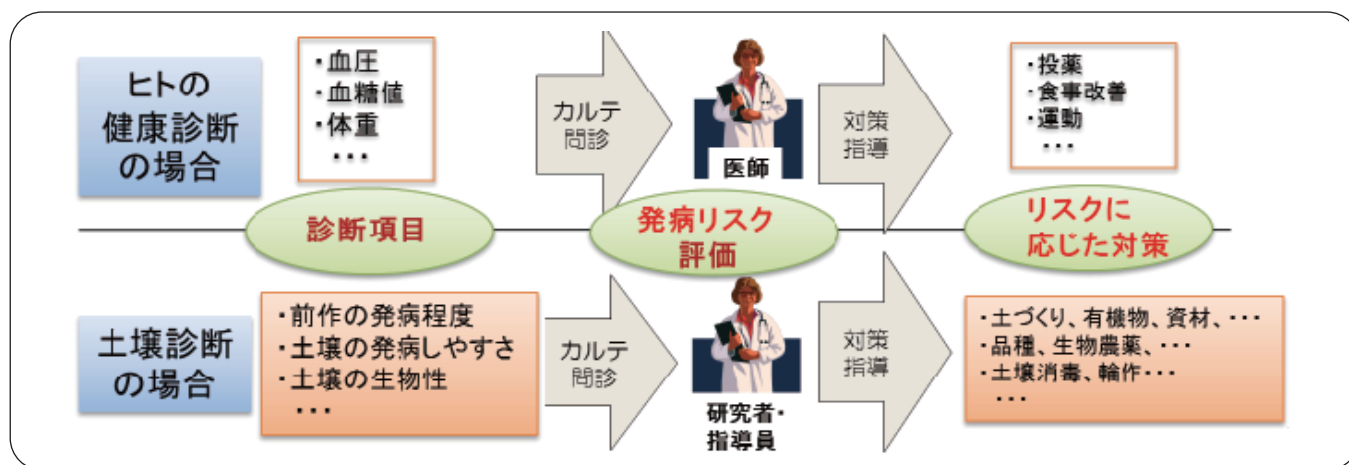 ヒトの
健康診断
の場合
・血圧
・血糖値
・体重
・・・
カルテ
問診
医師
対策
指導
・投薬
・食事改善
・運動
・・・
診断項目
発病リスク
評価
リスクに
応じた対策
土壌診断
の場合
・前作の発病程度
・土壌の発病しやすさ
・土壌の生物性
・・・
カルテ
問診
研究者・
指導員
対策
指導
・土づくり、有機物、資材、・・・
・品種、生物農薬、・・・
・土壌消毒、輪作・・・
・・・